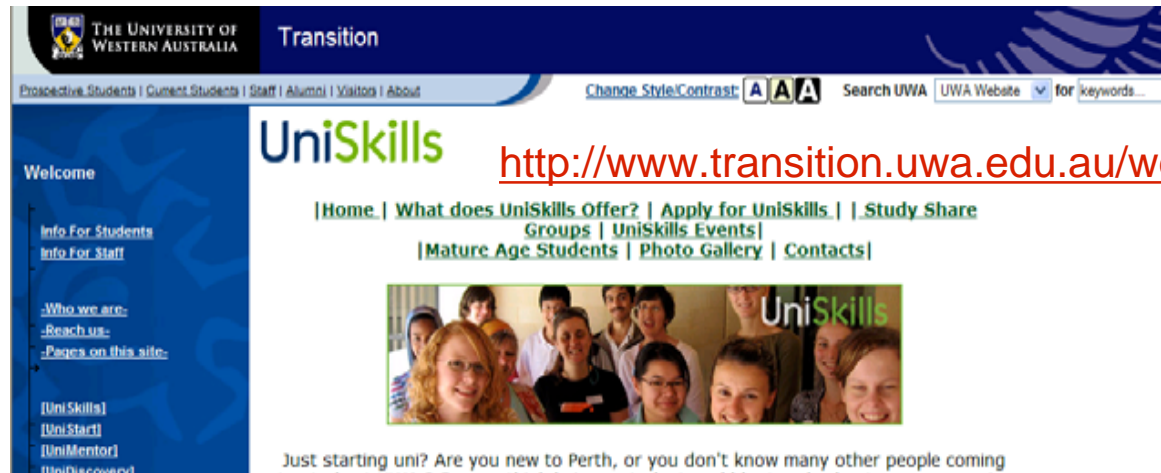 THE UNIVERSITY OF
WESTERN AUSTRALIA
Transition
Prospective Students | Current Students | Staff | Alumni | Visitors | About
Change Style/Contrast: A A A Search UWA UWA Website for keywords...
UniSkills
http://www.transition.uwa.edu.au/w
Welcome
Info For Students
Info For Staff
-Who we are-
-Reach us-
-Pages on this site-
[UniSkills]
[UniStart]
[UniMentor]
[UniDiscovery]
|Home | What does UniSkills Offer? | Apply for UniSkills | | Study Share
Groups | UniSkills Events|
|Mature Age Students | Photo Gallery | Contacts|
UniSkills
Just starting uni? Are you new to Perth, or you don't know many other people coming